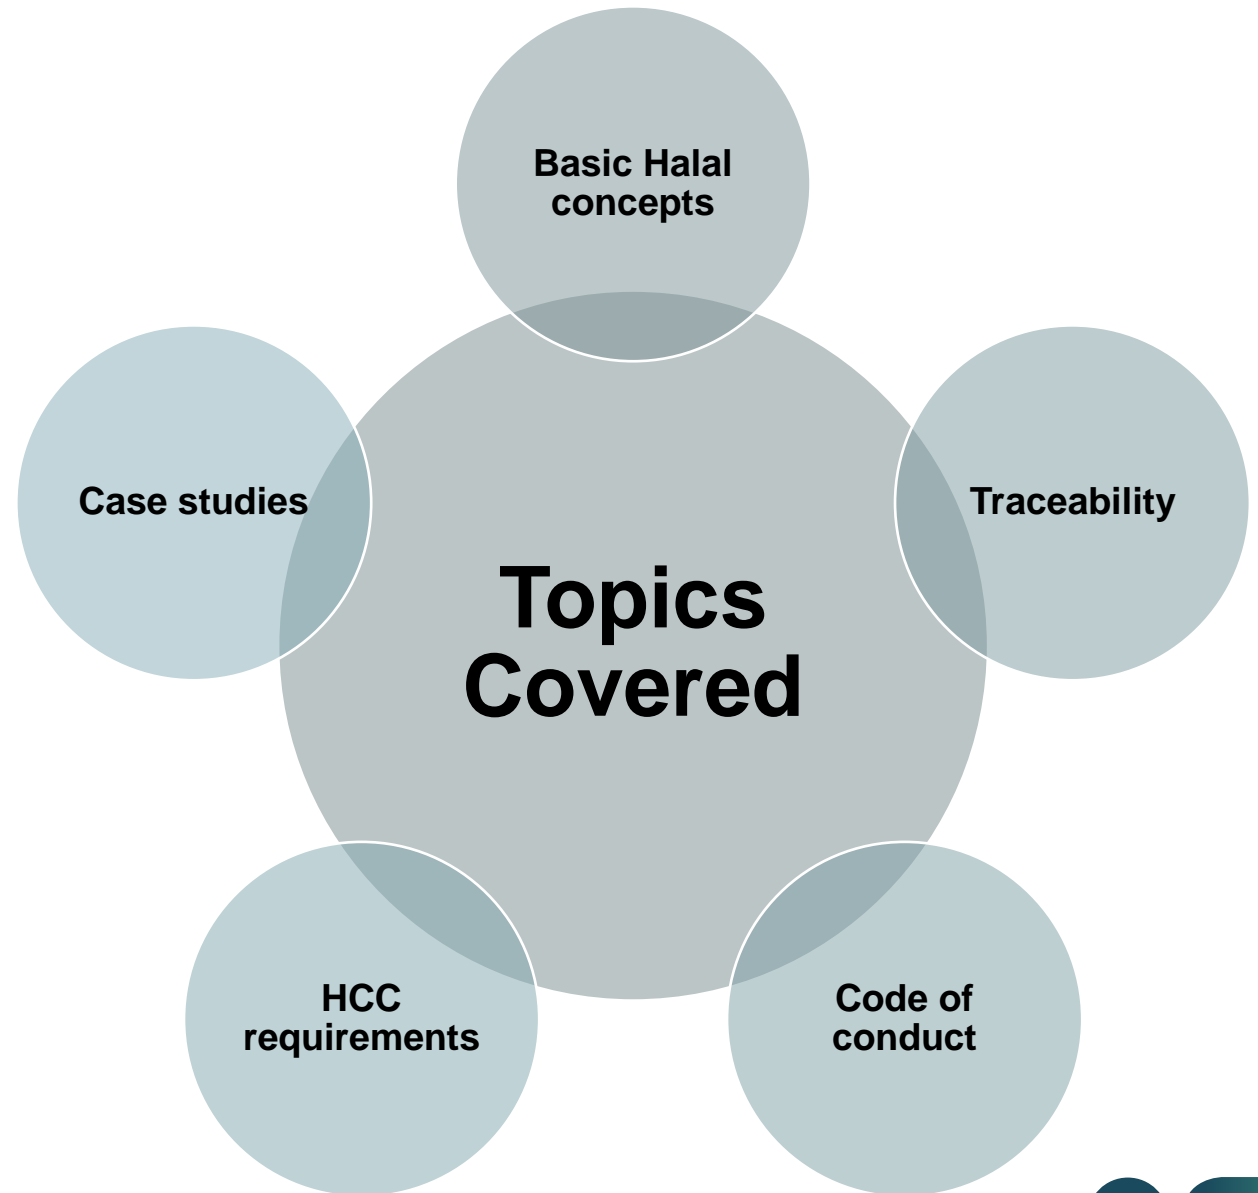 Basic Halal
concepts
Case studies
Traceability
Topics
Covered
HCC
requirements
Code of
conduct